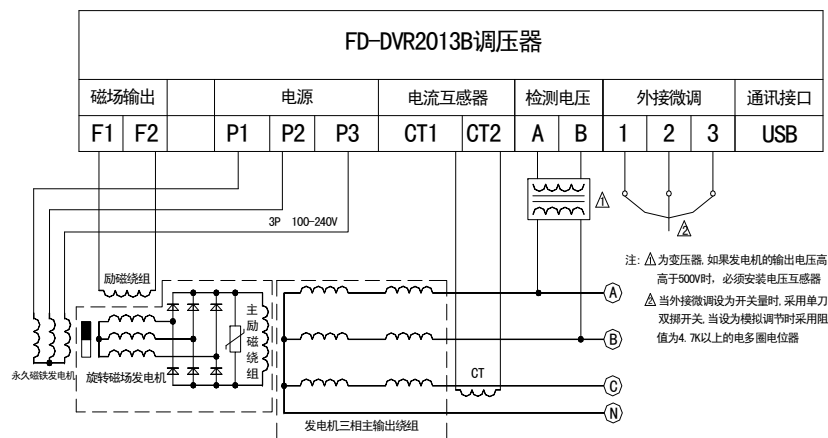 FD-DVR2013B调压器
磁场输出 电源 电流互感器 检测电压 外接微调 通讯接口
F1 F2 P1 P2 P3 CT1 CT2 A B 1 2 3 USB
3P 100-240V
1
2
注: 1 为变压器, 如果发电机的输出电压高
高于500V时, 必须安装电压互感器
2 当外接微调设为开关量时, 采用单刀
双掷开关, 当设为模拟调节时采用阻
值为4.7K以上的电多圈电位器
励磁绕组
主励磁绕组
A
B
C
N
CT
永久磁铁发电机
旋转磁场发电机
发电机三相主输出绕组